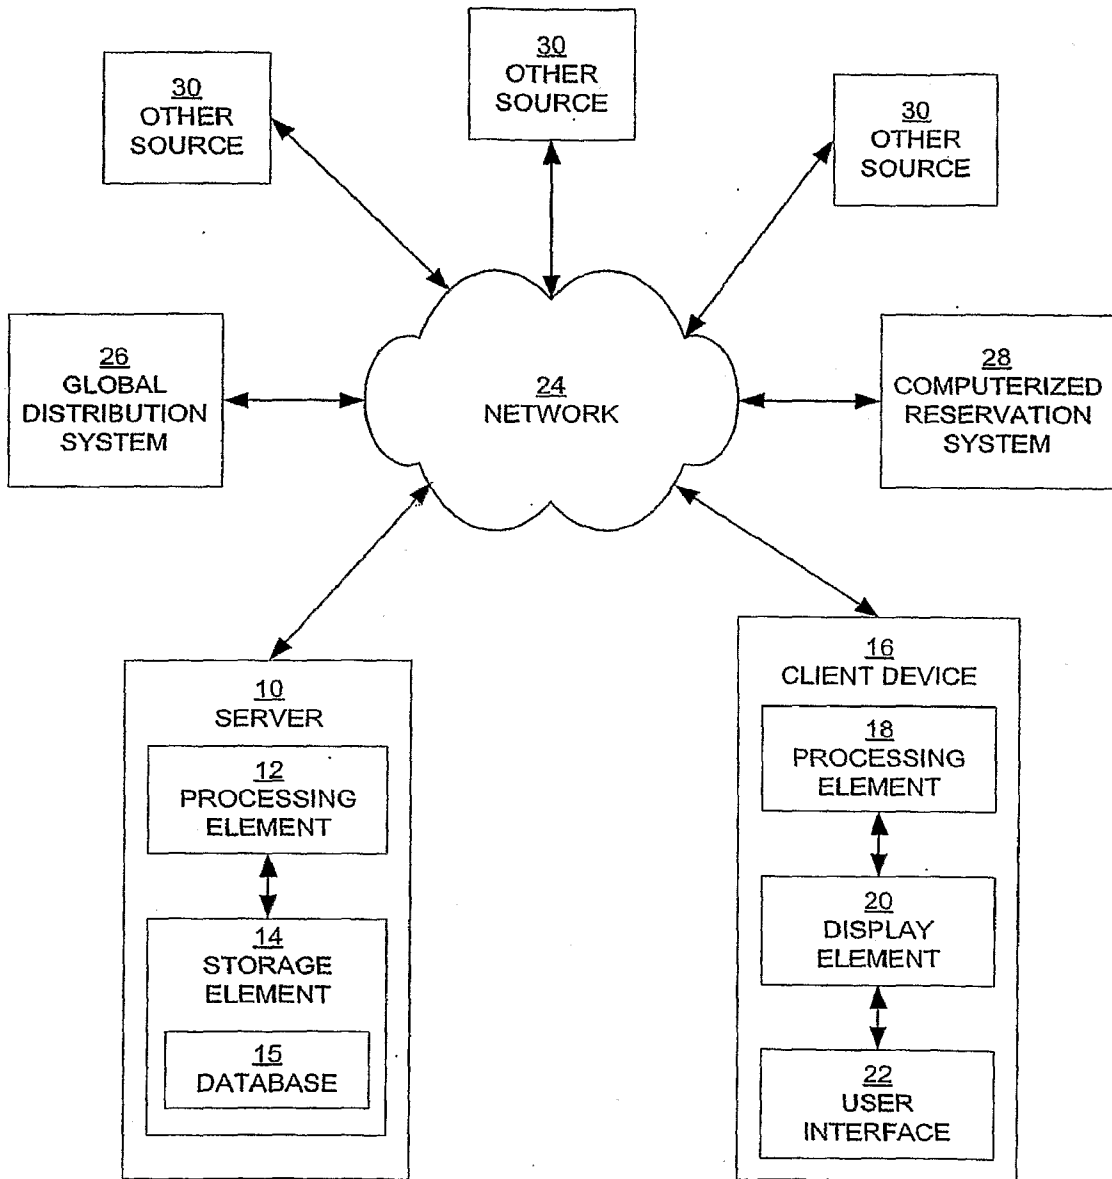 30
OTHER
SOURCE
30
OTHER
SOURCE
30
OTHER
SOURCE
26
GLOBAL
DISTRIBUTION
SYSTEM
24
NETWORK
28
COMPUTERIZED
RESERVATION
SYSTEM
10
SERVER
12
PROCESSING
ELEMENT
14
STORAGE
ELEMENT
15
DATABASE
16
CLIENT DEVICE
18
PROCESSING
ELEMENT
20
DISPLAY
ELEMENT
22
USER
INTERFACE